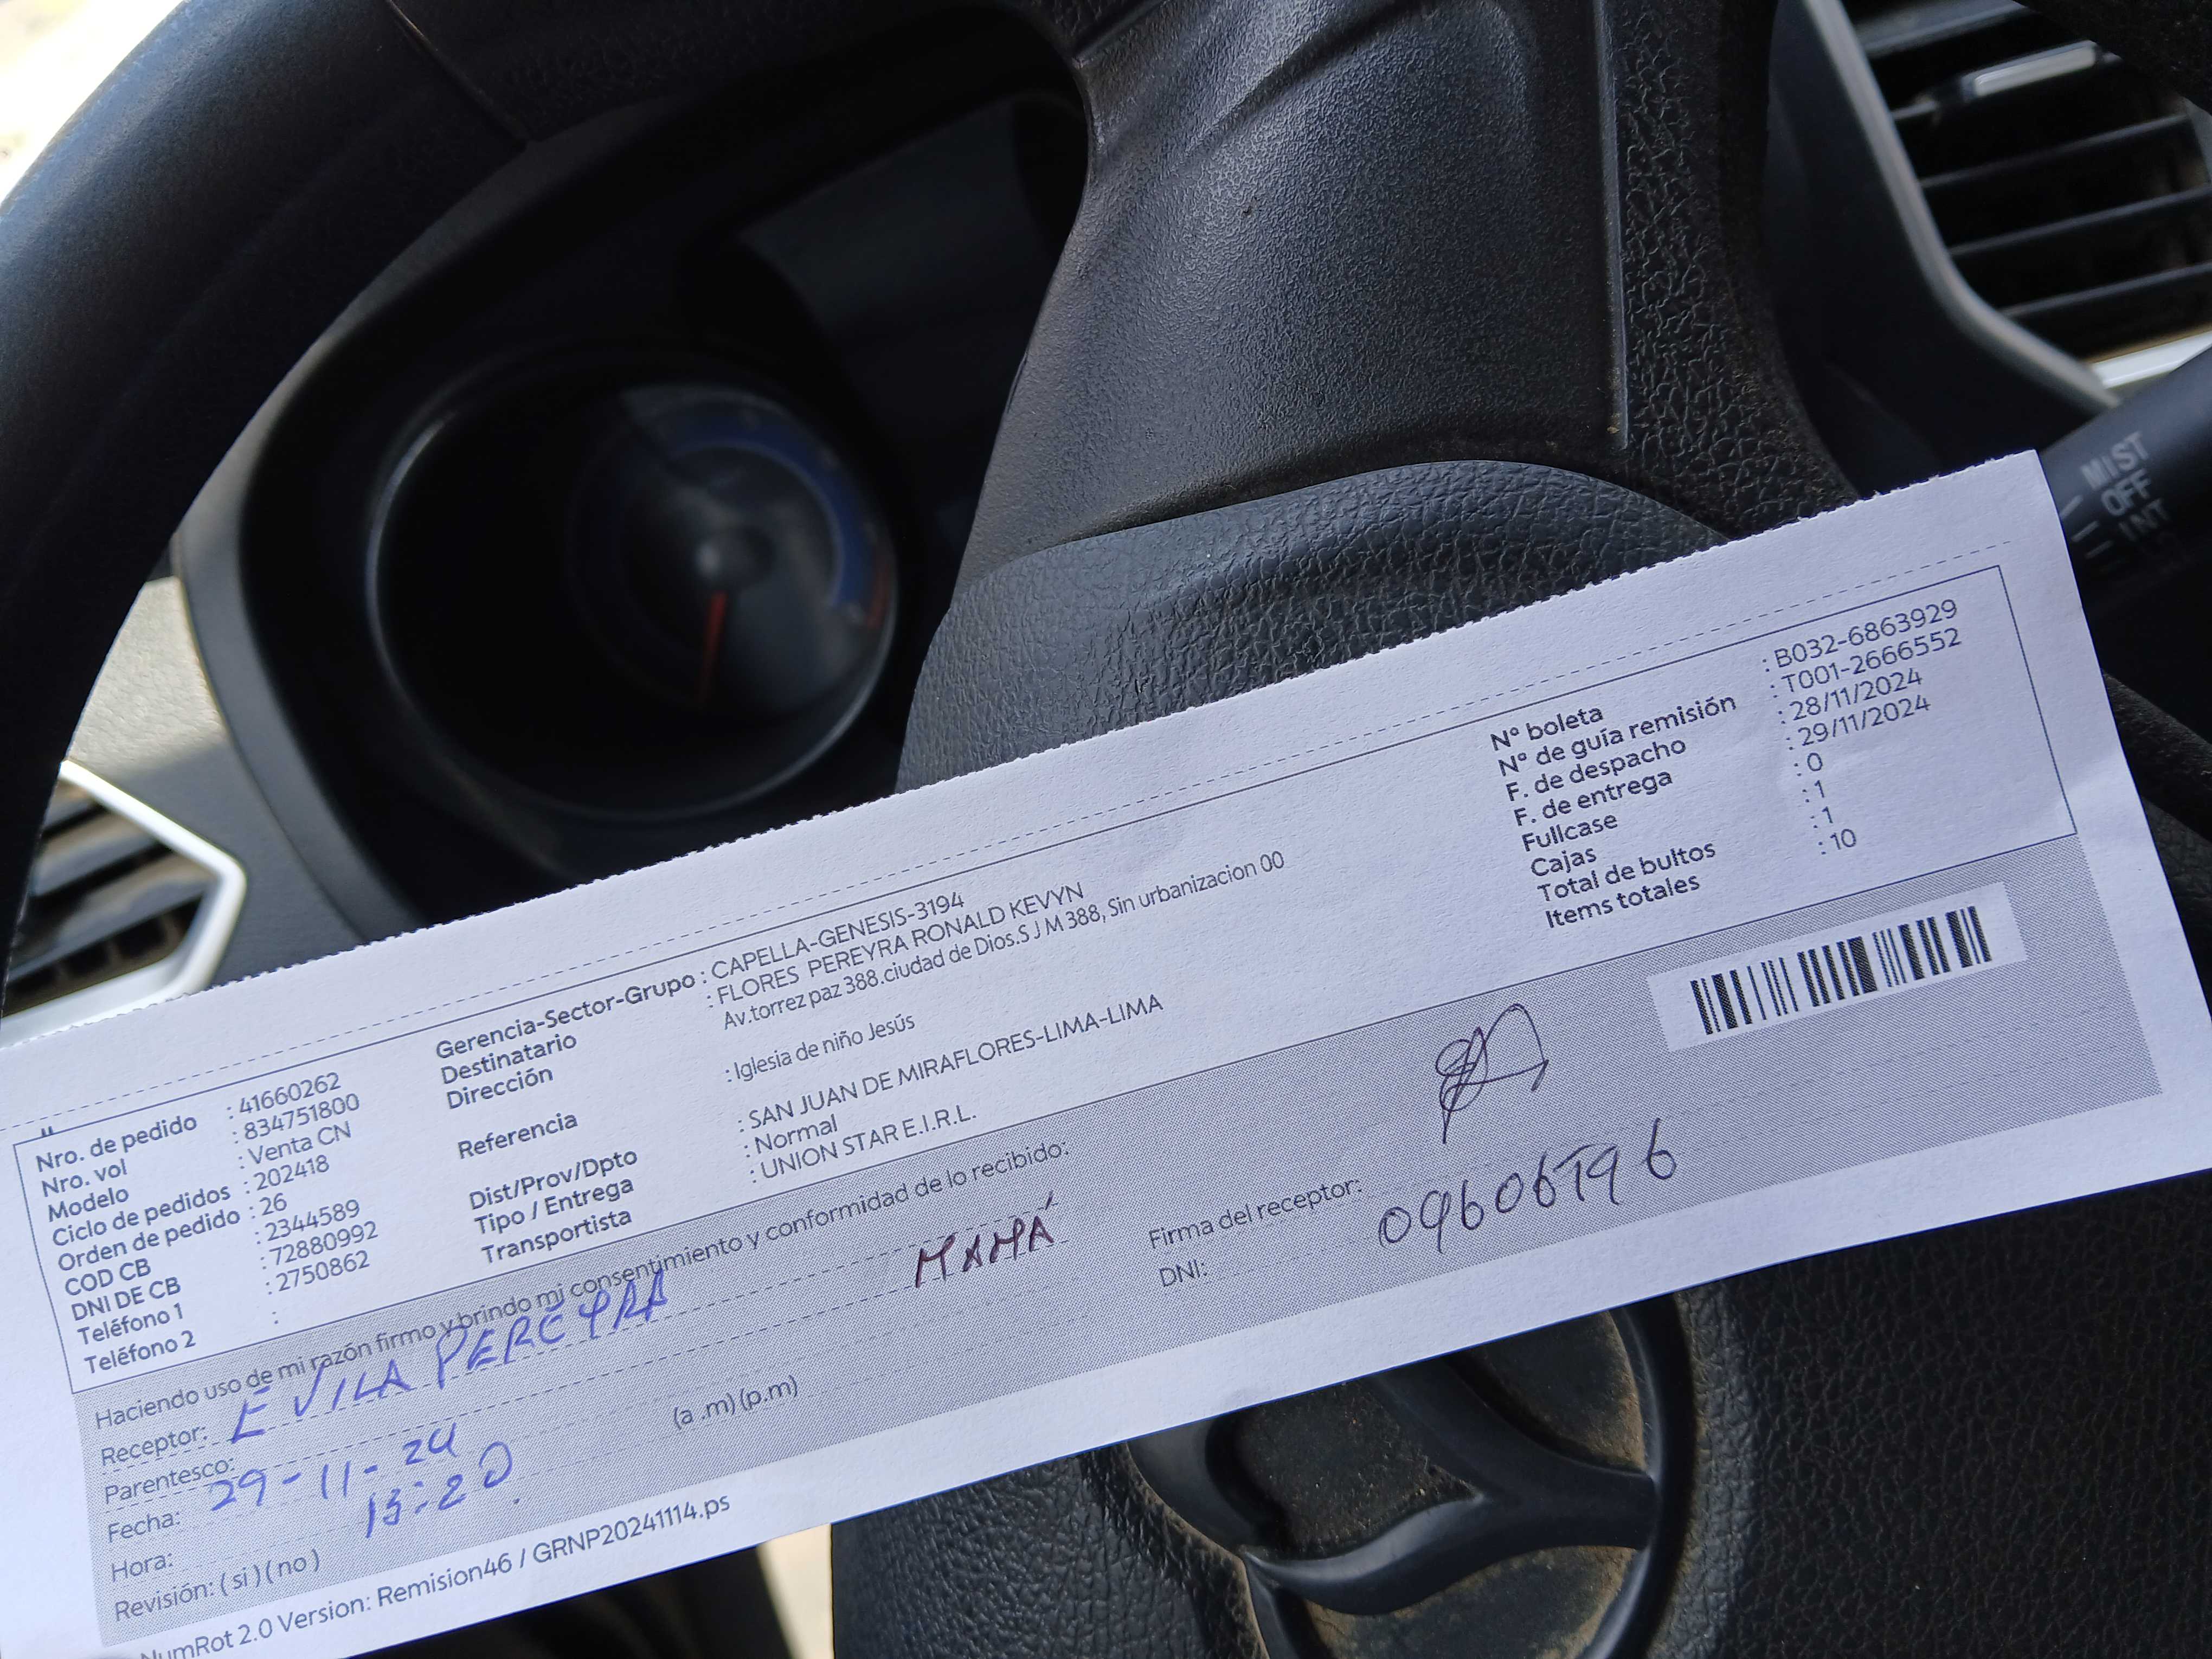 MIST
OFF
INT
Nro. de pedido : 41660262
Nro. vol : 834751800
Modelo : Venta CN
Ciclo de pedidos : 202418
Orden de pedido : 26
COD CB : 2344589
DNI DE CB : 72880992
Teléfono 1 : 2750862
Teléfono 2 :
Gerencia-Sector-Grupo : CAPELLA-GENESIS-3194
Destinatario : FLORES PEREYRA RONALD KEVYN
Dirección Av.torrez paz 388.ciudad de Dios.S J M 388, Sin urbanizacion 00
Referencia : Iglesia de niño Jesús
Dist/Prov/Dpto : SAN JUAN DE MIRAFLORES-LIMA-LIMA
Tipo / Entrega : Normal
Transportista : UNION STAR E.I.R.L.
N° boleta : B032-6863929
N° de guía remisión : T001-2666552
F. de despacho : 28/11/2024
F. de entrega : 29/11/2024
Fullcase : 0
Cajas : 1
Total de bultos : 1
Items totales : 10
Haciendo uso de mi razón firmo y brindo mi consentimiento y conformidad de lo recibido:
Receptor: EVILA PEREYRA
Parentesco: MAMÁ
Fecha: 29-11-24
Hora: 13:20 (a .m) (p.m)
Revisión: ( si ) ( no )
Firma del receptor:
DNI:
NumRot 2.0 Version: Remision46 / GRNP20241114.ps